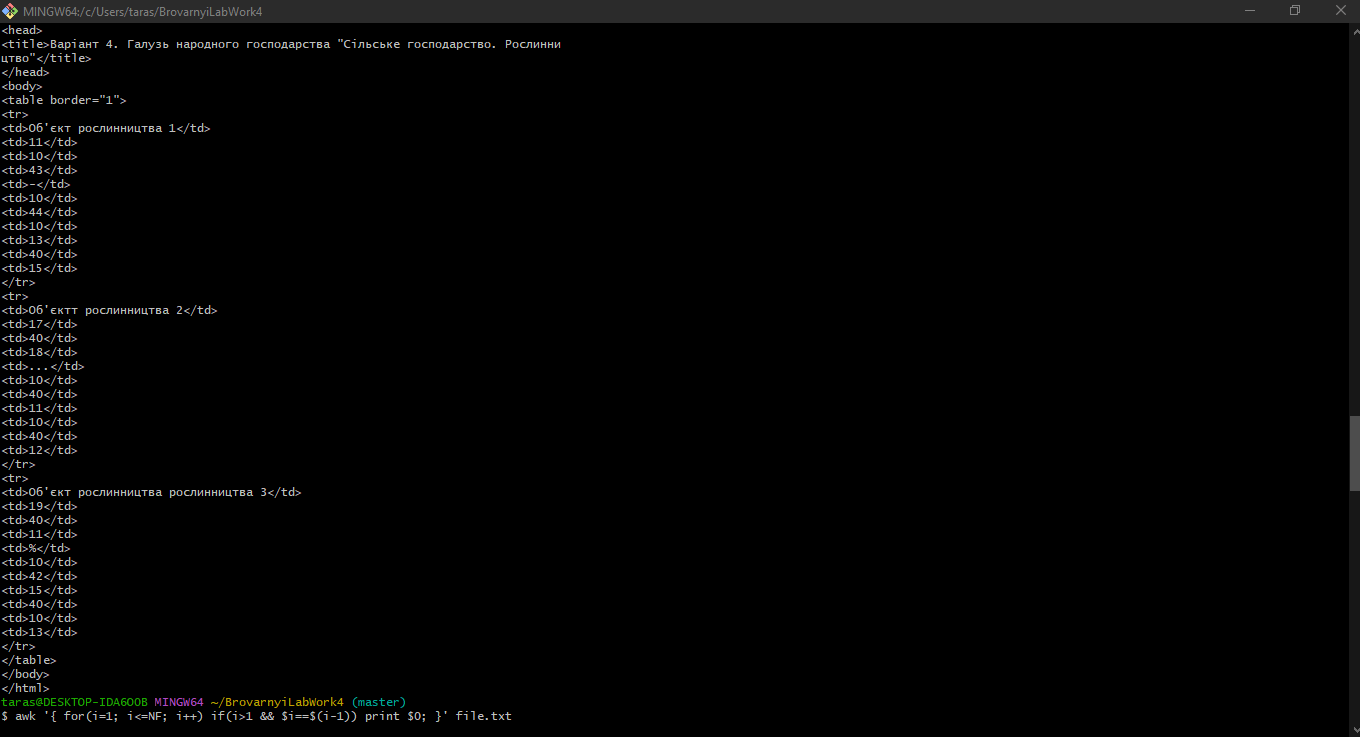 MINGW64:/c/Users/taras/BrovarnyiLabWork4
<head>
<title>Варіант 4. Галузь народного господарства "Сільське господарство. Рослинни
цтво"</title>
</head>
<body>
<table border="1">
<tr>
<td>Об'єкт рослинництва 1</td>
<td>11</td>
<td>10</td>
<td>43</td>
<td>-</td>
<td>10</td>
<td>44</td>
<td>10</td>
<td>13</td>
<td>40</td>
<td>15</td>
</tr>
<tr>
<td>Об'єктт рослинництва 2</td>
<td>17</td>
<td>40</td>
<td>18</td>
<td>...</td>
<td>10</td>
<td>40</td>
<td>11</td>
<td>10</td>
<td>40</td>
<td>12</td>
</tr>
<tr>
<td>Об'єкт рослинництва рослинництва 3</td>
<td>19</td>
<td>40</td>
<td>11</td>
<td>%</td>
<td>10</td>
<td>42</td>
<td>15</td>
<td>40</td>
<td>10</td>
<td>13</td>
</tr>
</table>
</body>
</html>
taras@DESKTOP-IDA6OOB MINGW64 ~/BrovarnyiLabWork4 (master)
$ awk '{ for(i=1; i<=NF; i++) if(i>1 && $i==$(i-1)) print $0; }' file.txt